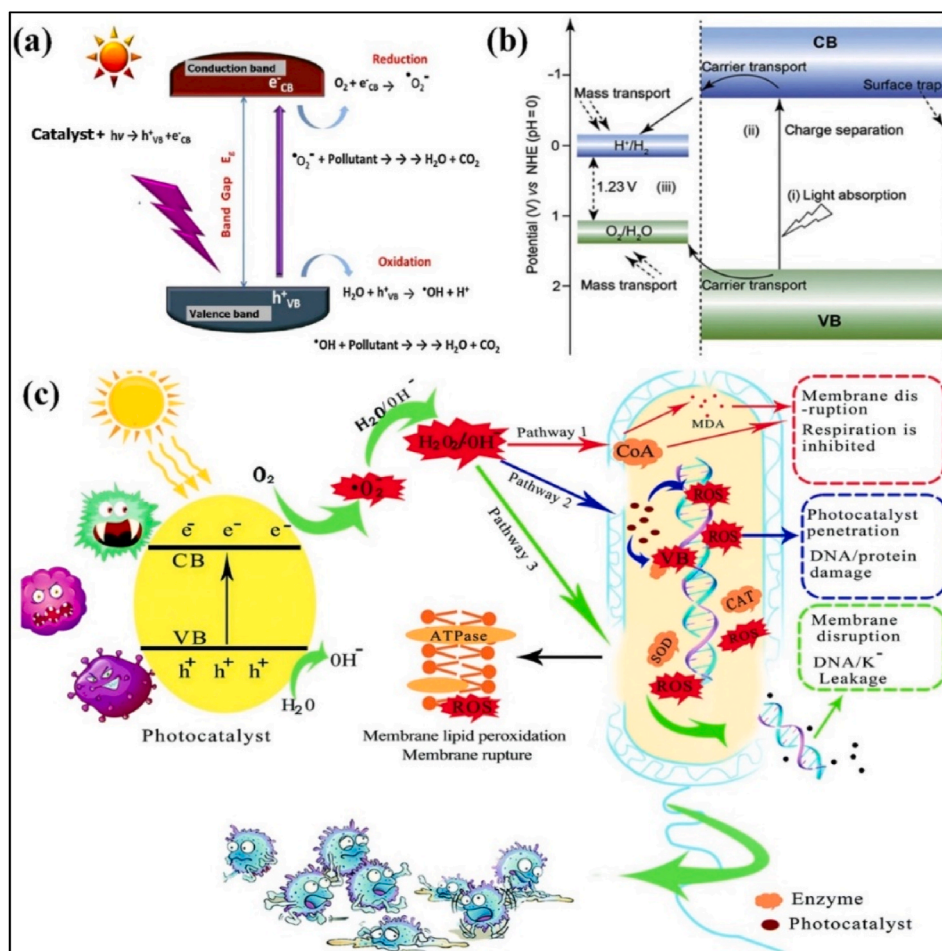 (a)
Conduction band
e⁻CB
Reduction
O₂ + e⁻CB → •O₂⁻
Catalyst + hν → h⁺VB + e⁻CB
Band Gap Eg
•O₂⁻ + Pollutant → → → H₂O + CO₂
Oxidation
h⁺VB
Valence band
H₂O + h⁺VB → •OH + H⁺
•OH + Pollutant → → → H₂O + CO₂
(b)
Potential (V) vs NHE (pH = 0)
-1
0
1
2
CB
Carrier transport
Surface trap
Mass transport
H⁺/H₂
(ii)
Charge separation
1.23 V
(iii)
(i) Light absorption
O₂/H₂O
Mass transport
Carrier transport
VB
(c)
H₂O/OH⁻
H₂O₂/OH⁻
O₂
•O₂⁻
Pathway 1
Pathway 2
Pathway 3
e⁻ e⁻ e⁻
CB
VB
h⁺ h⁺ h⁺
OH⁻
H₂O
Photocatalyst
ATPase
ROS
Membrane lipid peroxidation
Membrane rupture
MDA
CoA
ROS
ROS
VB
CAT
SOD
ROS
ROS
Membrane dis
-ruption
Respiration is
inhibited
Photocatalyst
penetration
DNA/protein
damage
Membrane
disruption
DNA/K⁻
Leakage
Enzyme
Photocatalyst